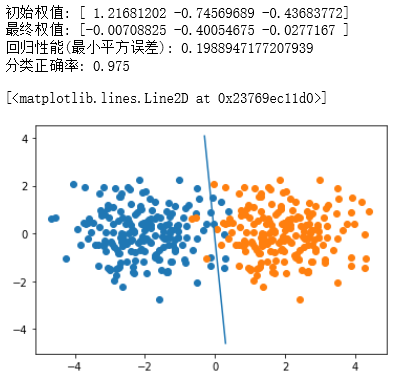 初始权值: [ 1.21681202 -0.74569689 -0.43683772]
最终权值: [-0.00708825 -0.40054675 -0.0277167 ]
回归性能(最小平方误差): 0.1988947177207939
分类正确率: 0.975
[<matplotlib.lines.Line2D at 0x23769ec11d0>]
4
2
0
−2
−4
−4 −2 0 2 4